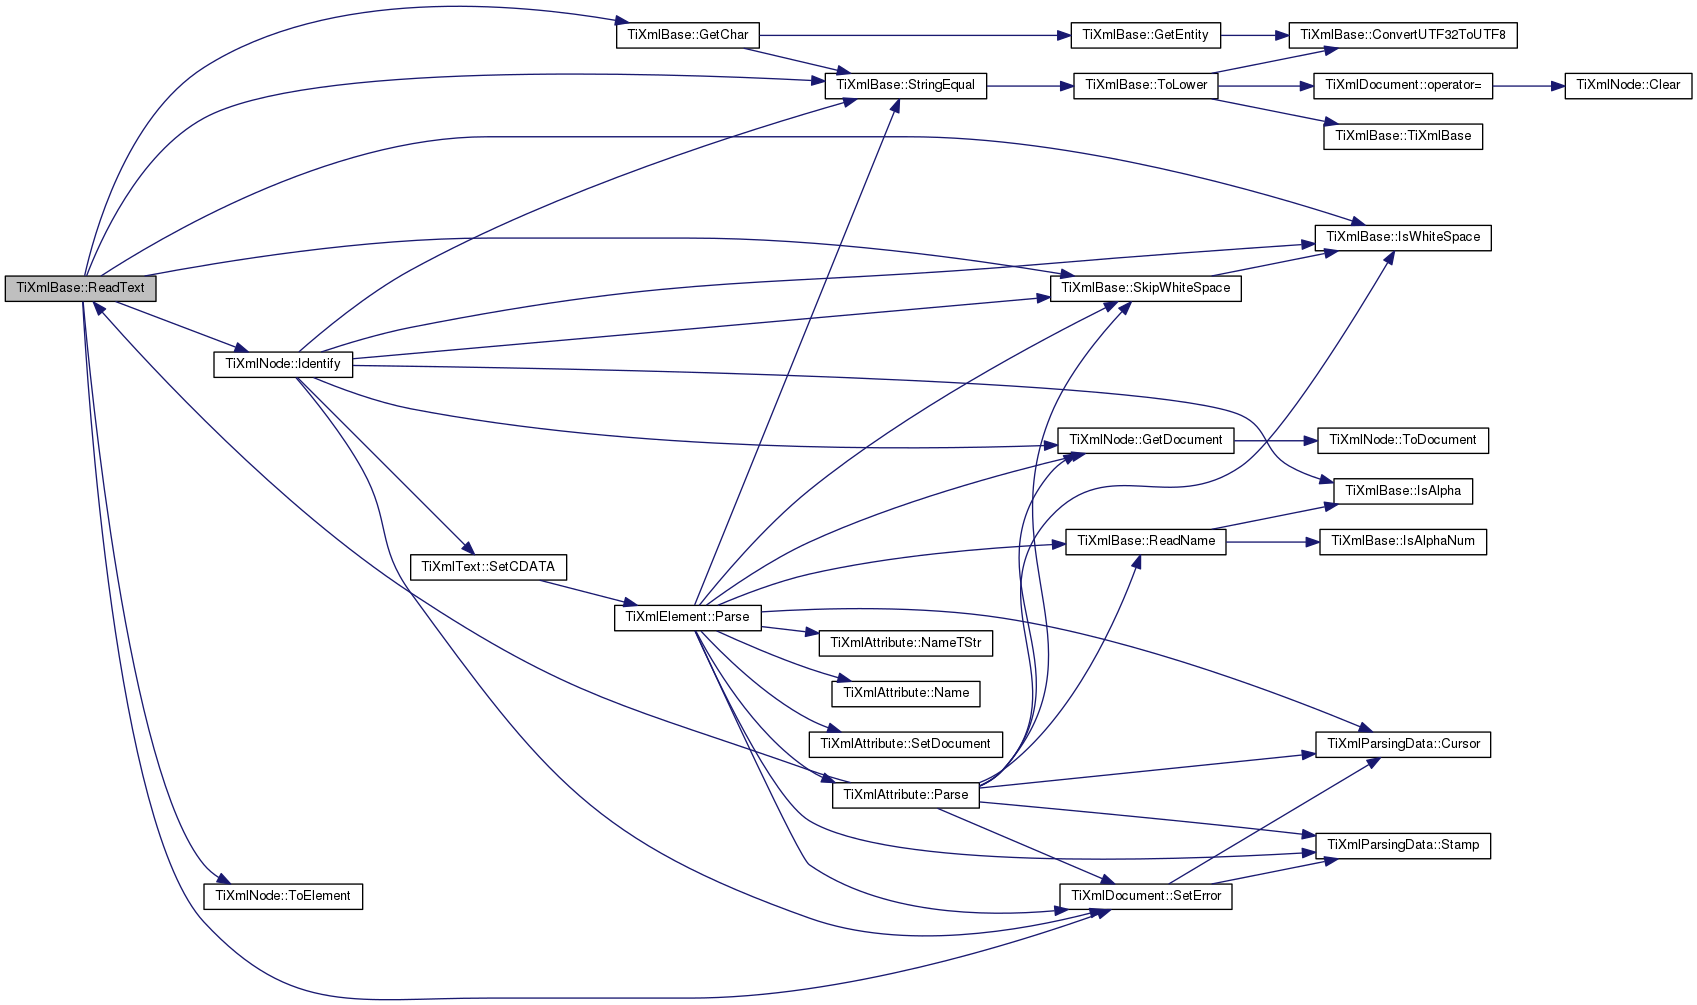 TiXmlBase::GetChar
TiXmlBase::GetEntity
TiXmlBase::ConvertUTF32ToUTF8
TiXmlBase::StringEqual
TiXmlBase::ToLower
TiXmlDocument::operator=
TiXmlNode::Clear
TiXmlBase::TiXmlBase
TiXmlBase::IsWhiteSpace
TiXmlBase::ReadText
TiXmlBase::SkipWhiteSpace
TiXmlNode::Identify
TiXmlNode::GetDocument
TiXmlNode::ToDocument
TiXmlBase::IsAlpha
TiXmlBase::ReadName
TiXmlBase::IsAlphaNum
TiXmlText::SetCDATA
TiXmlElement::Parse
TiXmlAttribute::NameTStr
TiXmlAttribute::Name
TiXmlAttribute::SetDocument
TiXmlParsingData::Cursor
TiXmlAttribute::Parse
TiXmlParsingData::Stamp
TiXmlNode::ToElement
TiXmlDocument::SetError